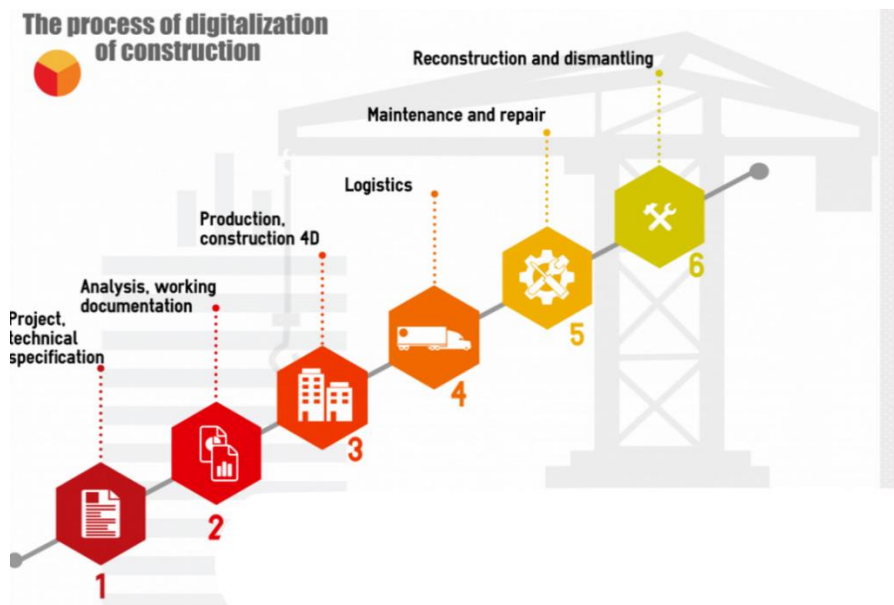 The process of digitalization
of construction
Reconstruction and dismantling
Maintenance and repair
Logistics
Production,
construction 4D
Analysis, working
documentation
Project,
technical
specification
1
2
3
4
5
6